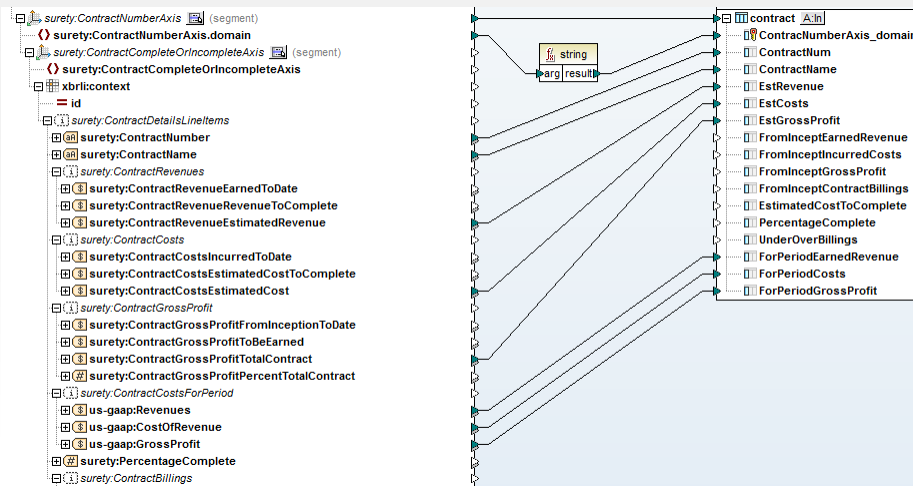 surety:ContractNumberAxis (segment)
surety:ContractNumberAxis.domain
surety:ContractCompleteOrIncompleteAxis (segment)
surety:ContractCompleteOrIncompleteAxis
xbrli:context
id
surety:ContractDetailsLineItems
surety:ContractNumber
surety:ContractName
surety:ContractRevenues
surety:ContractRevenueEarnedToDate
surety:ContractRevenueRevenueToComplete
surety:ContractRevenueEstimatedRevenue
surety:ContractCosts
surety:ContractCostsIncurredToDate
surety:ContractCostsEstimatedCostToComplete
surety:ContractCostsEstimatedCost
surety:ContractGrossProfit
surety:ContractGrossProfitFromInceptionToDate
surety:ContractGrossProfitToBeEarned
surety:ContractGrossProfitTotalContract
surety:ContractGrossProfitPercentTotalContract
surety:ContractCostsForPeriod
us-gaap:Revenues
us-gaap:CostOfRevenue
us-gaap:GrossProfit
surety:PercentageComplete
surety:ContractBillings
string
arg result
contract A:In
ContracNumberAxis_domain
ContractNum
ContractName
EstRevenue
EstCosts
EstGrossProfit
FromInceptEarnedRevenue
FromInceptIncurredCosts
FromInceptGrossProfit
FromInceptContractBillings
EstimatedCostToComplete
PercentageComplete
UnderOverBillings
ForPeriodEarnedRevenue
ForPeriodCosts
ForPeriodGrossProfit